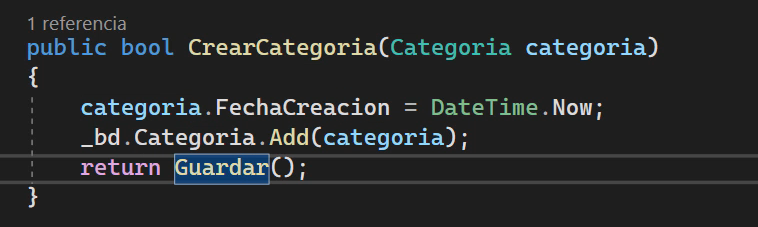 1 referencia
public bool CrearCategoria(Categoria categoria)
{
categoria.FechaCreacion = DateTime.Now;
_bd.Categoria.Add(categoria);
return Guardar();
}